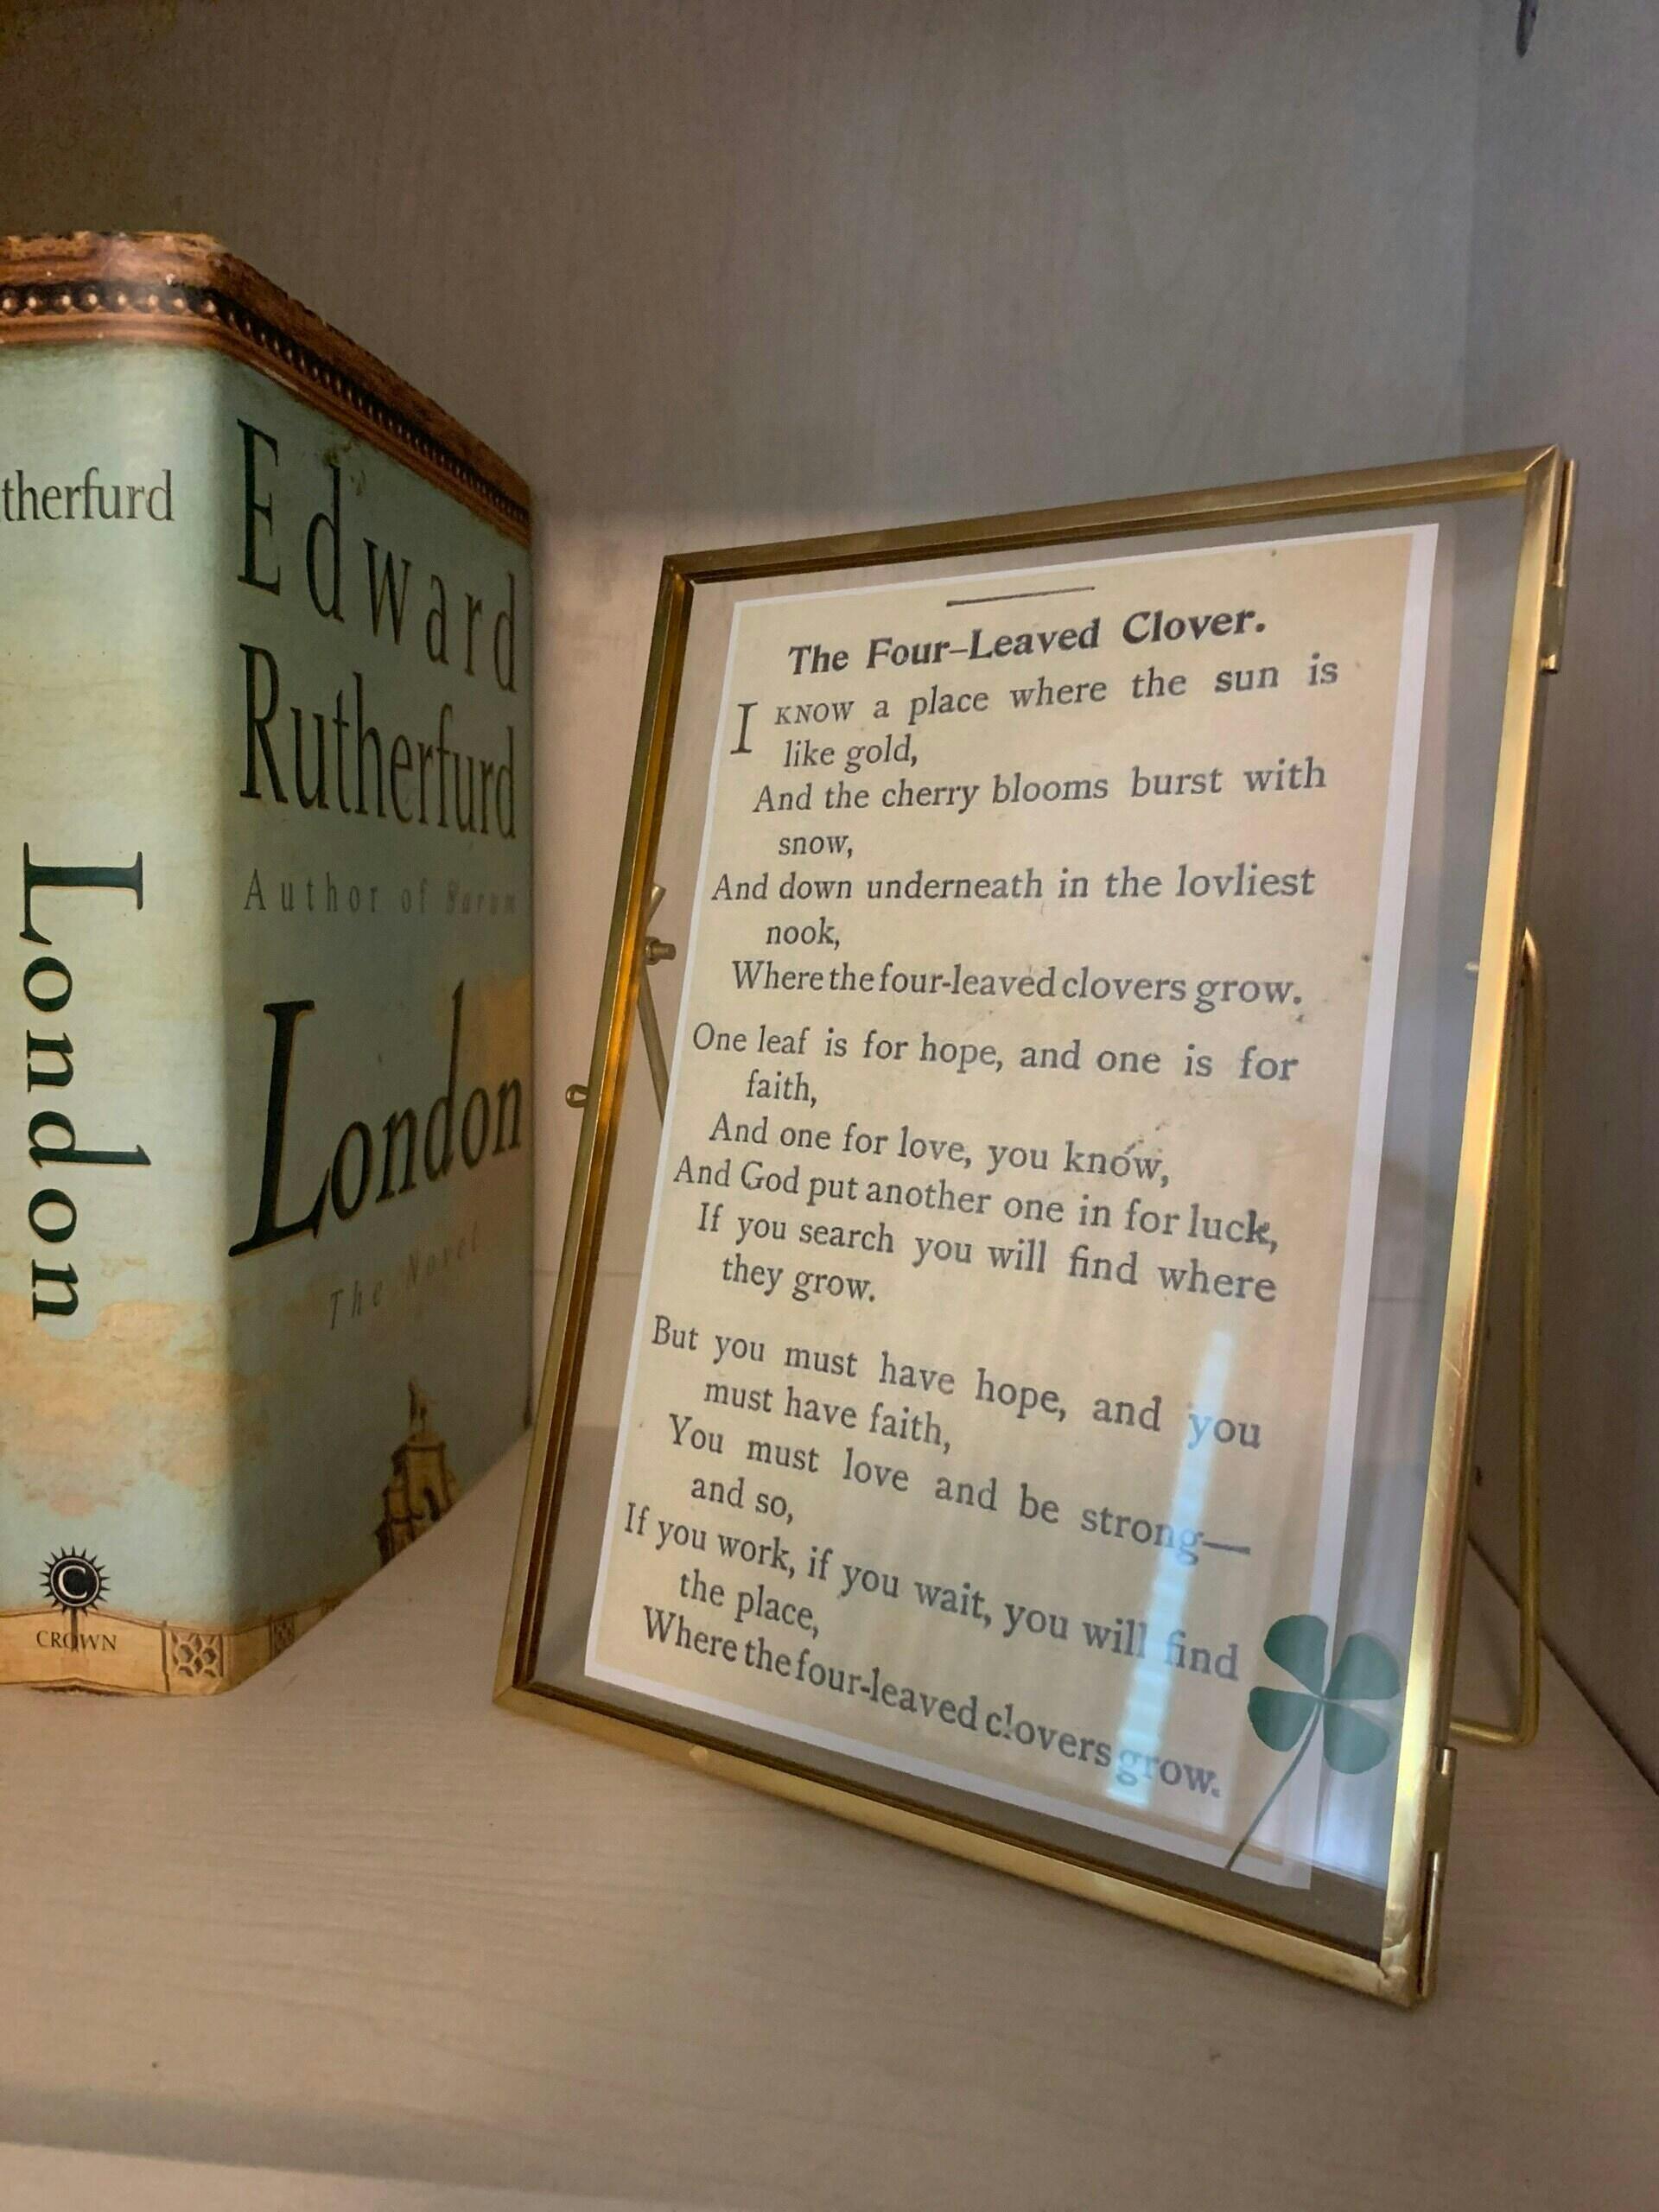 therfurd
London
CROWN
Edward
Rutherfurd
Author of Sarum
London
The Novel
The Four-Leaved Clover.
I KNOW a place where the sun is
like gold,
And the cherry blooms burst with
snow,
And down underneath in the lovliest
nook,
Where the four-leaved clovers grow.
One leaf is for hope, and one is for
faith,
And one for love, you know,
And God put another one in for luck,
If you search you will find where
they grow.
But you must have hope, and you
must have faith,
You must love and be strong—
and so,
If you work, if you wait, you will find
the place,
Where the four-leaved clovers grow.